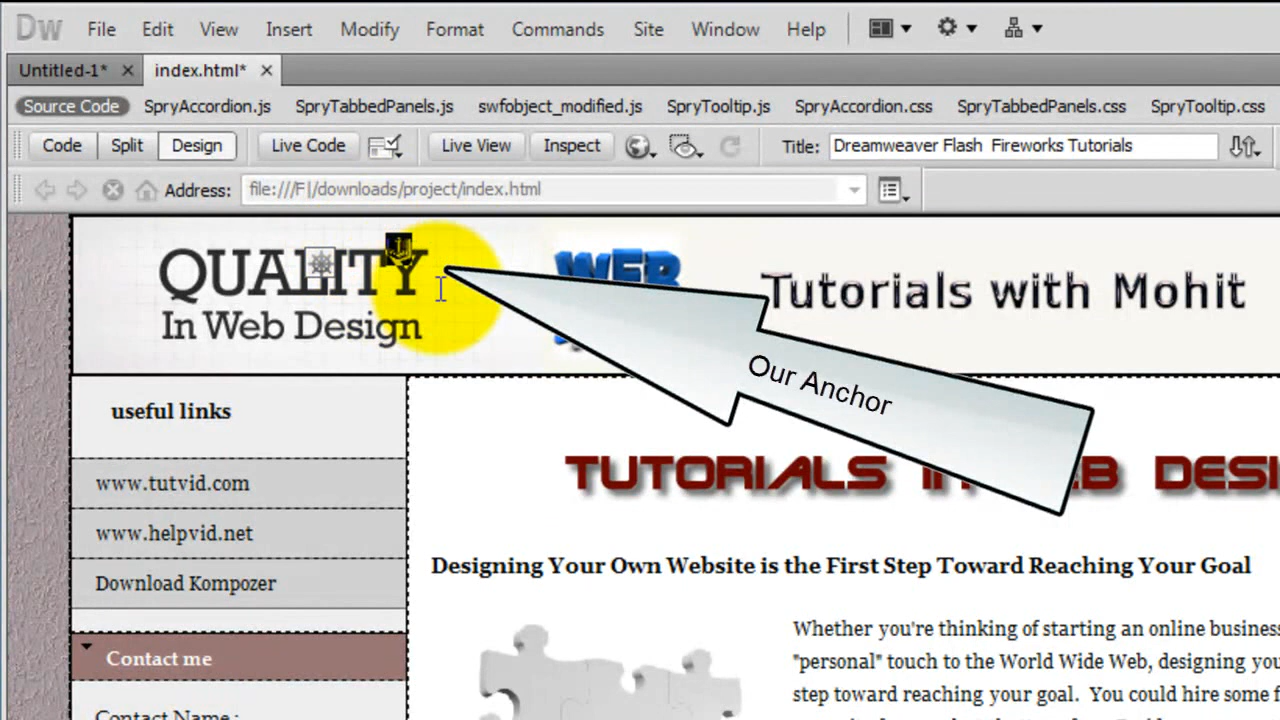 Dw File Edit View Insert Modify Format Commands Site Window Help
Untitled-1* × index.html* ×
Source Code SpryAccordion.js SpryTabbedPanels.js swfobject_modified.js SpryTooltip.js SpryAccordion.css SpryTabbedPanels.css SpryTooltip.css
Code Split Design Live Code Live View Inspect Title: Dreamweaver Flash Fireworks Tutorials
Address: file:///F|/downloads/project/index.html
QUALITY
In Web Design
WEB
Tutorials with Mohit
Our Anchor
useful links
www.tutvid.com
www.helpvid.net
Download Kompozer
Contact me
Contact Name :
TUTORIALS
Designing Your Own Website is the First Step Toward Reaching Your Goal
Whether you're thinking of starting an online business
"personal" touch to the World Wide Web, designing you
step toward reaching your goal. You could hire some f